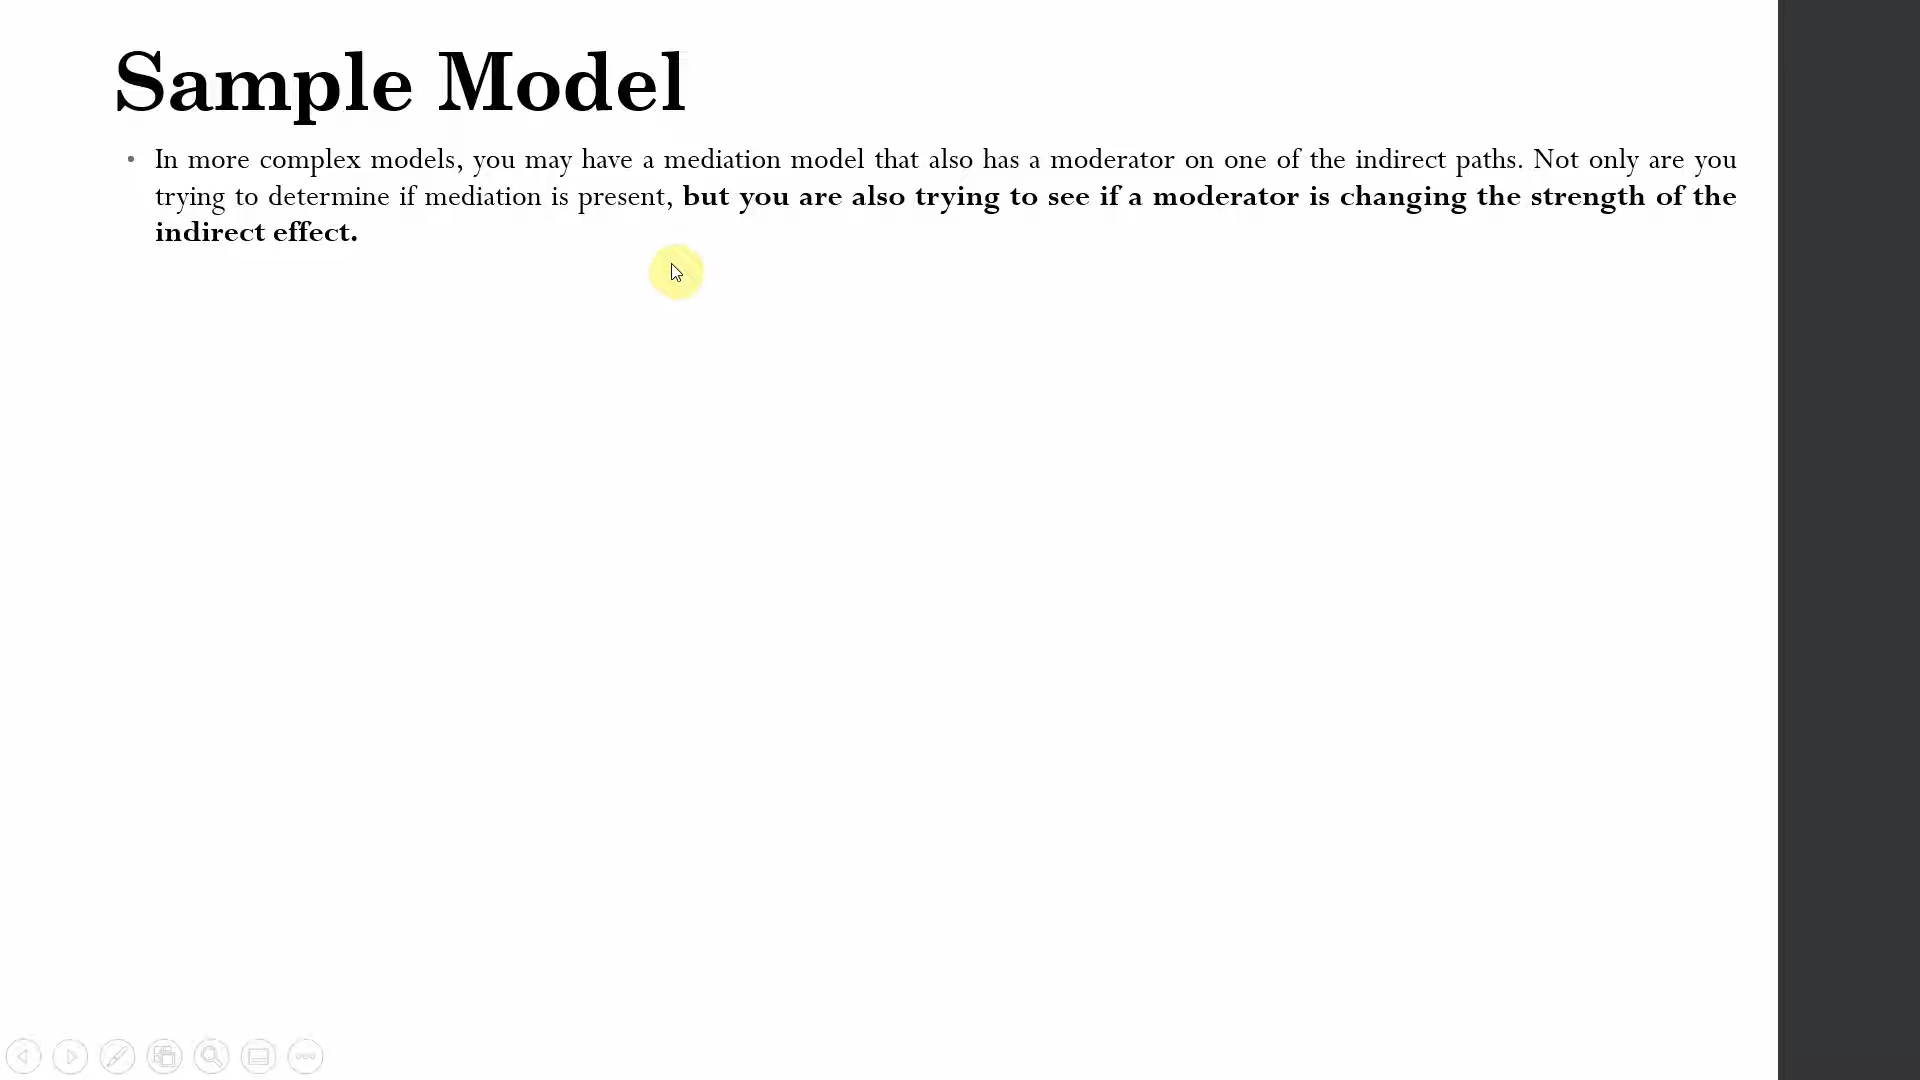 Sample Model
• In more complex models, you may have a mediation model that also has a moderator on one of the indirect paths. Not only are you
trying to determine if mediation is present, but you are also trying to see if a moderator is changing the strength of the
indirect effect.